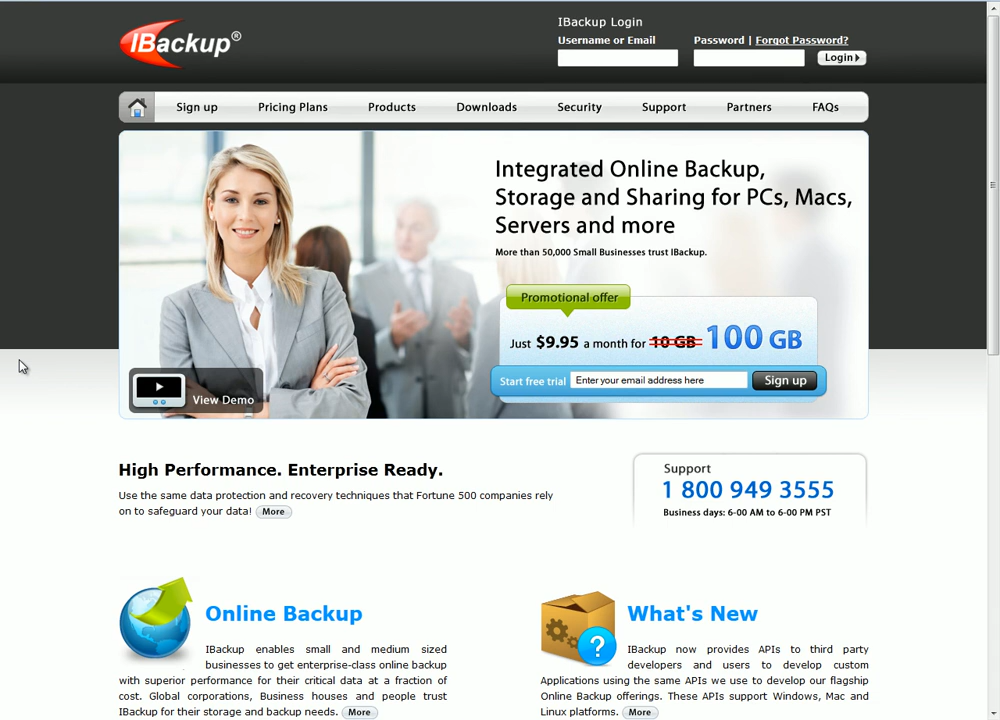 IBackup®
IBackup Login
Username or Email
Password | Forgot Password?
Login
Sign up
Pricing Plans
Products
Downloads
Security
Support
Partners
FAQs
Integrated Online Backup,
Storage and Sharing for PCs, Macs,
Servers and more
More than 50,000 Small Businesses trust IBackup.
Promotional offer
Just $9.95 a month for 10 GB 100 GB
Start free trial
Enter your email address here
Sign up
View Demo
High Performance. Enterprise Ready.
Use the same data protection and recovery techniques that Fortune 500 companies rely
on to safeguard your data! More
Support
1 800 949 3555
Business days: 6-00 AM to 6-00 PM PST
Online Backup
IBackup enables small and medium sized
businesses to get enterprise-class online backup
with superior performance for their critical data at a fraction of
cost. Global corporations, Business houses and people trust
IBackup for their storage and backup needs. More
What's New
?
IBackup now provides APIs to third party
developers and users to develop custom
Applications using the same APIs we use to develop our flagship
Online Backup offerings. These APIs support Windows, Mac and
Linux platforms. More